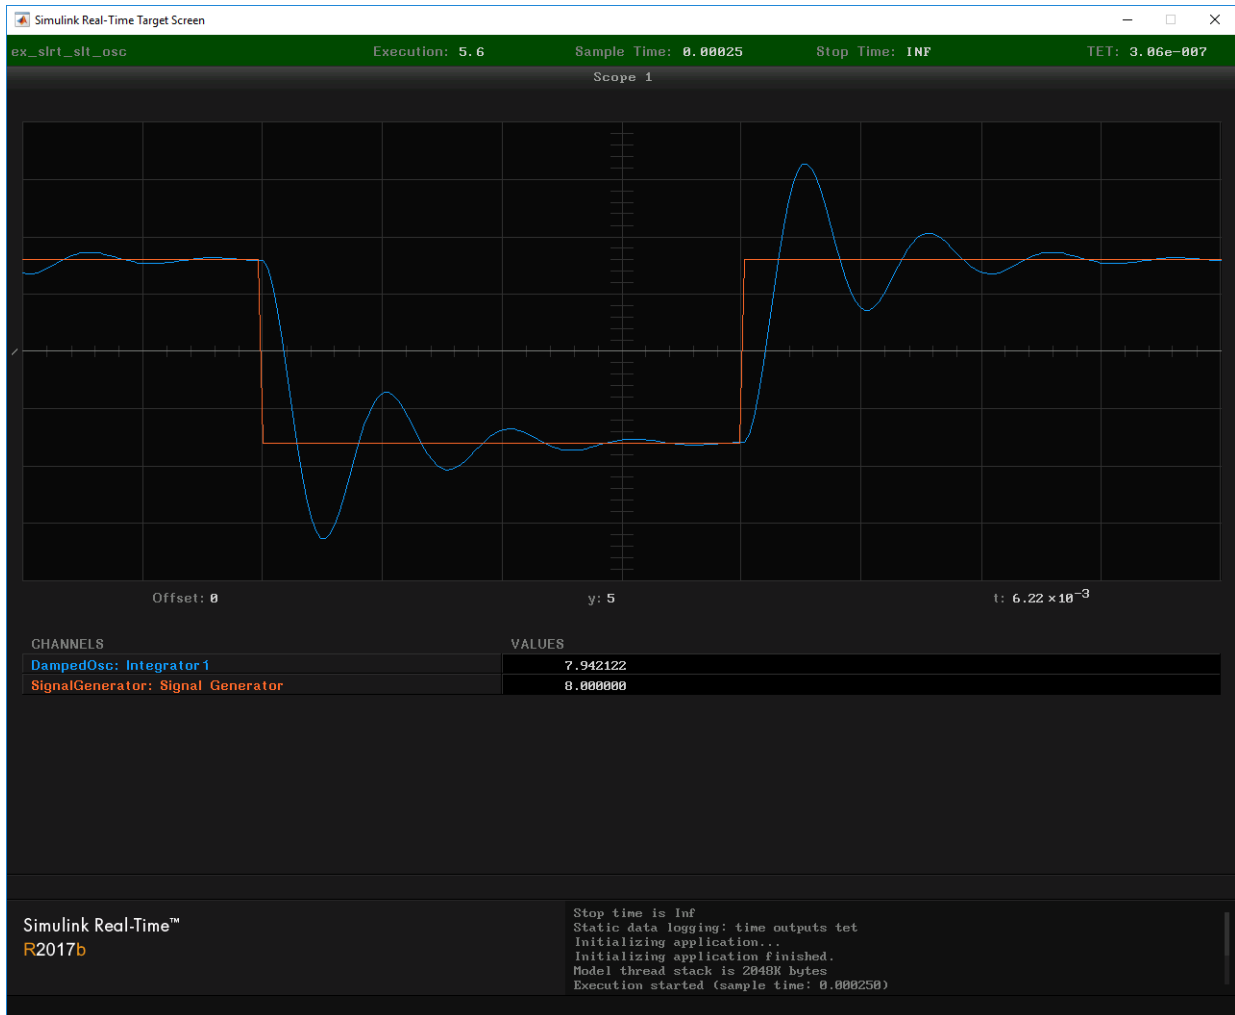 Simulink Real-Time Target Screen
ex_slrt_slt_osc Execution: 5.6 Sample Time: 0.00025 Stop Time: INF TET: 3.06e-007
Scope 1
Offset: 0 y: 5 t: 6.22 ×10⁻³
CHANNELS VALUES
DampedOsc: Integrator1 7.942122
SignalGenerator: Signal Generator 8.000000
Simulink Real-Time™
R2017b
Stop time is Inf
Static data logging: time outputs tet
Initializing application...
Initializing application finished.
Model thread stack is 2048K bytes
Execution started (sample time: 0.000250)